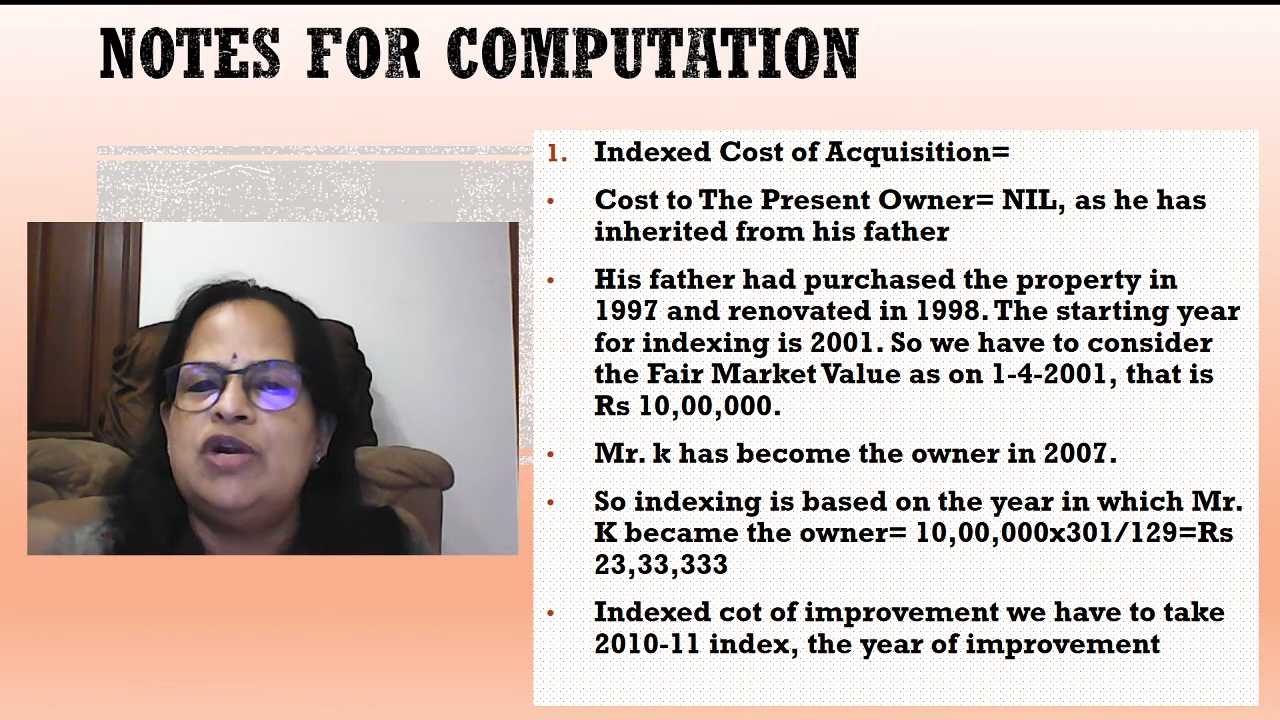 NOTES FOR COMPUTATION
1. Indexed Cost of Acquisition=
• Cost to The Present Owner= NIL, as he has
inherited from his father
• His father had purchased the property in
1997 and renovated in 1998. The starting year
for indexing is 2001. So we have to consider
the Fair Market Value as on 1-4-2001, that is
Rs 10,00,000.
• Mr. k has become the owner in 2007.
• So indexing is based on the year in which Mr.
K became the owner= 10,00,000x301/129=Rs
23,33,333
• Indexed cot of improvement we have to take
2010-11 index, the year of improvement